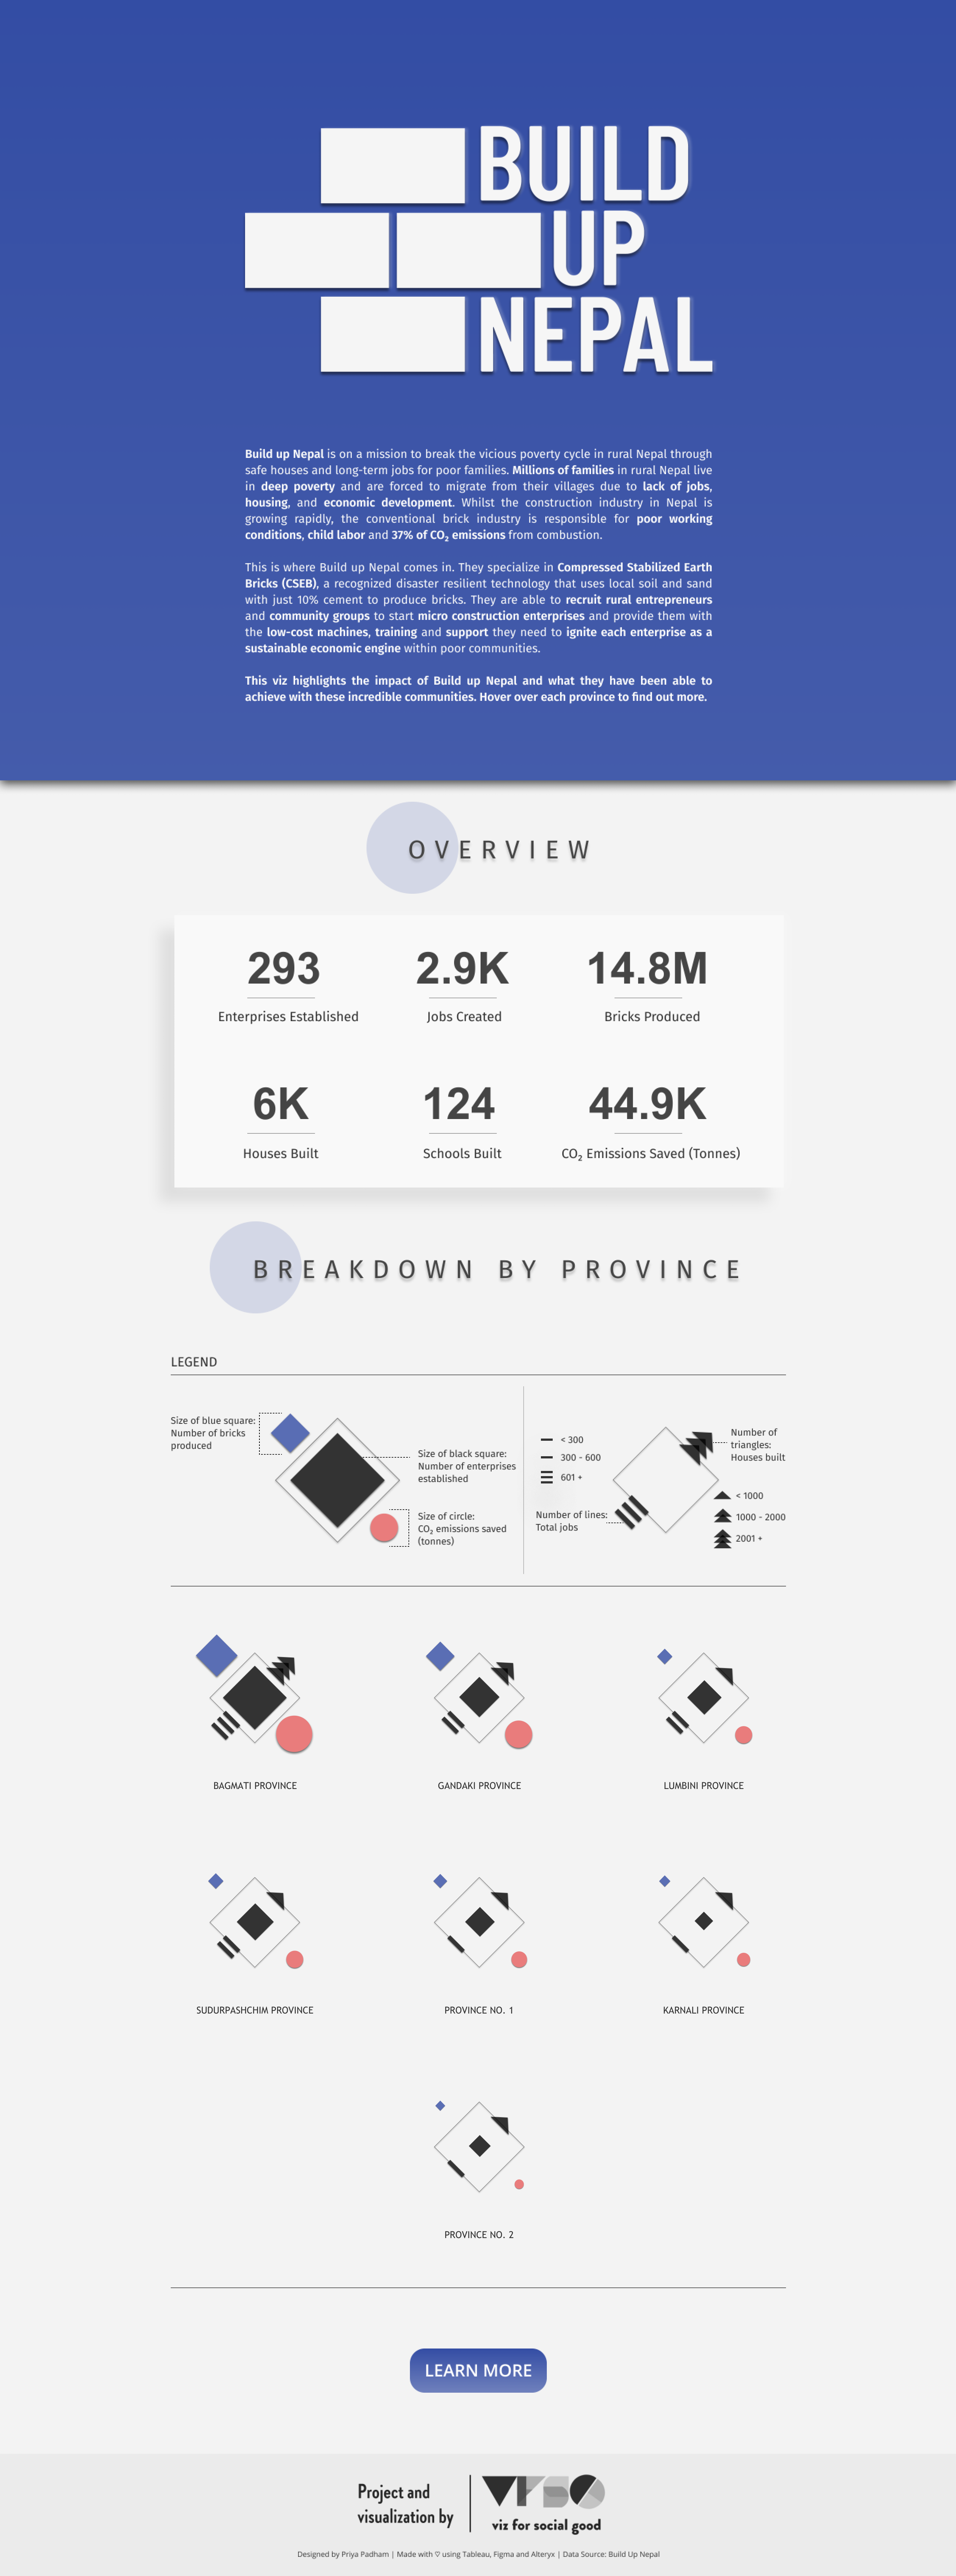 BUILD
UP
NEPAL
Build up Nepal is on a mission to break the vicious poverty cycle in rural Nepal through
safe houses and long-term jobs for poor families. Millions of families in rural Nepal live
in deep poverty and are forced to migrate from their villages due to lack of jobs,
housing, and economic development. Whilst the construction industry in Nepal is
growing rapidly, the conventional brick industry is responsible for poor working
conditions, child labor and 37% of CO₂ emissions from combustion.
This is where Build up Nepal comes in. They specialize in Compressed Stabilized Earth
Bricks (CSEB), a recognized disaster resilient technology that uses local soil and sand
with just 10% cement to produce bricks. They are able to recruit rural entrepreneurs
and community groups to start micro construction enterprises and provide them with
the low-cost machines, training and support they need to ignite each enterprise as a
sustainable economic engine within poor communities.
This viz highlights the impact of Build up Nepal and what they have been able to
achieve with these incredible communities. Hover over each province to find out more.
OVERVIEW
293 2.9K 14.8M
Enterprises Established Jobs Created Bricks Produced
6K 124 44.9K
Houses Built Schools Built CO₂ Emissions Saved (Tonnes)
BREAKDOWN BY PROVINCE
LEGEND
Size of blue square:
Number of bricks
produced
Size of black square:
Number of enterprises
established
Size of circle:
CO₂ emissions saved
(tonnes)
< 300
300 - 600
601 +
Number of lines:
Total jobs
Number of
triangles:
Houses built
< 1000
1000 - 2000
2001 +
BAGMATI PROVINCE GANDAKI PROVINCE LUMBINI PROVINCE
SUDURPASHCHIM PROVINCE PROVINCE NO. 1 KARNALI PROVINCE
PROVINCE NO. 2
LEARN MORE
Project and
visualization by
VFSG
viz for social good
Designed by Priya Padham | Made with ♡ using Tableau, Figma and Alteryx | Data Source: Build Up Nepal